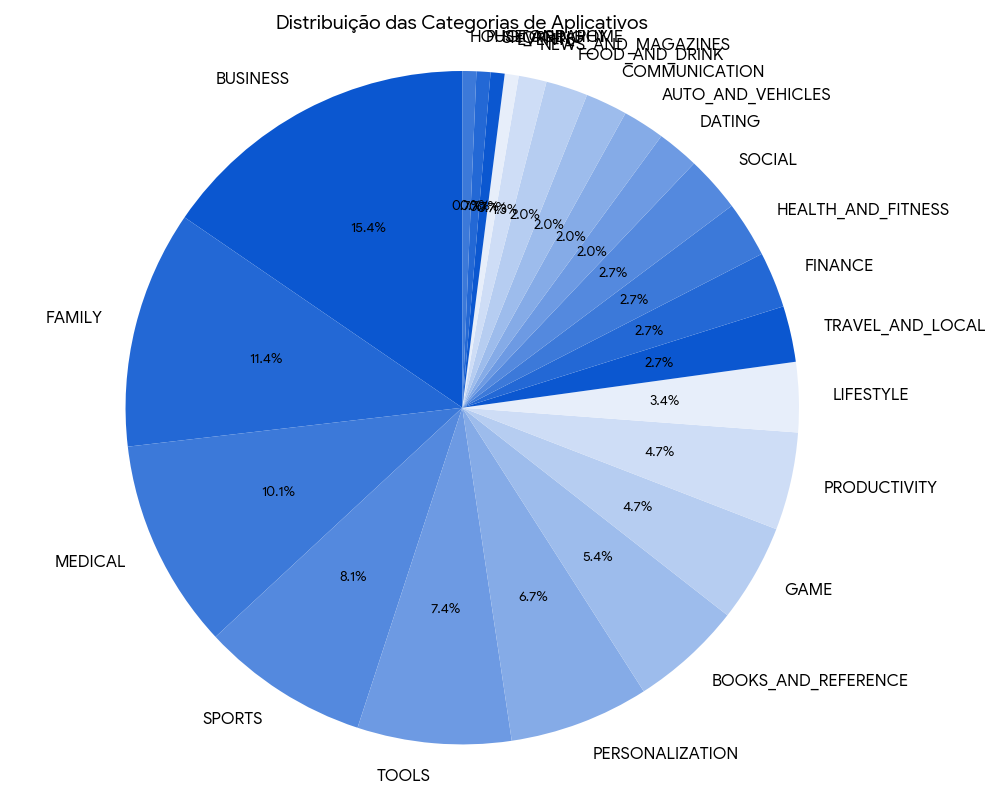 Distribuição das Categorias de Aplicativos
NEWS_AND_MAGAZINES
FOOD_AND_DRINK
COMMUNICATION
AUTO_AND_VEHICLES
DATING
SOCIAL
HEALTH_AND_FITNESS
FINANCE
TRAVEL_AND_LOCAL
LIFESTYLE
PRODUCTIVITY
GAME
BOOKS_AND_REFERENCE
PERSONALIZATION
TOOLS
SPORTS
MEDICAL
FAMILY
BUSINESS
15.4%
11.4%
10.1%
8.1%
7.4%
6.7%
5.4%
4.7%
4.7%
3.4%
2.7%
2.7%
2.7%
2.7%
2.0%
2.0%
2.0%
2.0%
1.3%